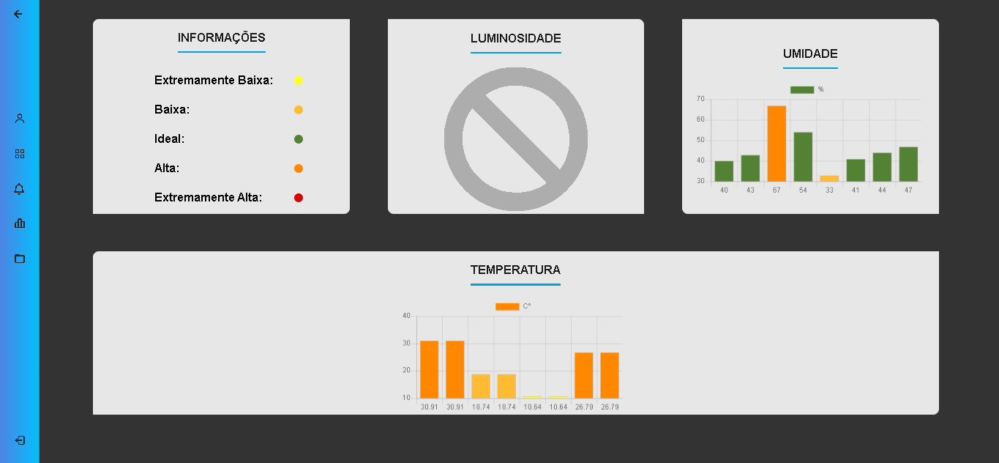 INFORMAÇÕES
Extremamente Baixa:
Baixa:
Ideal:
Alta:
Extremamente Alta:
LUMINOSIDADE
UMIDADE
%
70
60
50
40
30
40 43 67 54 33 41 44 47
TEMPERATURA
C°
40
30
20
10
30.91 30.91 18.74 18.74 10.64 10.64 26.79 26.79